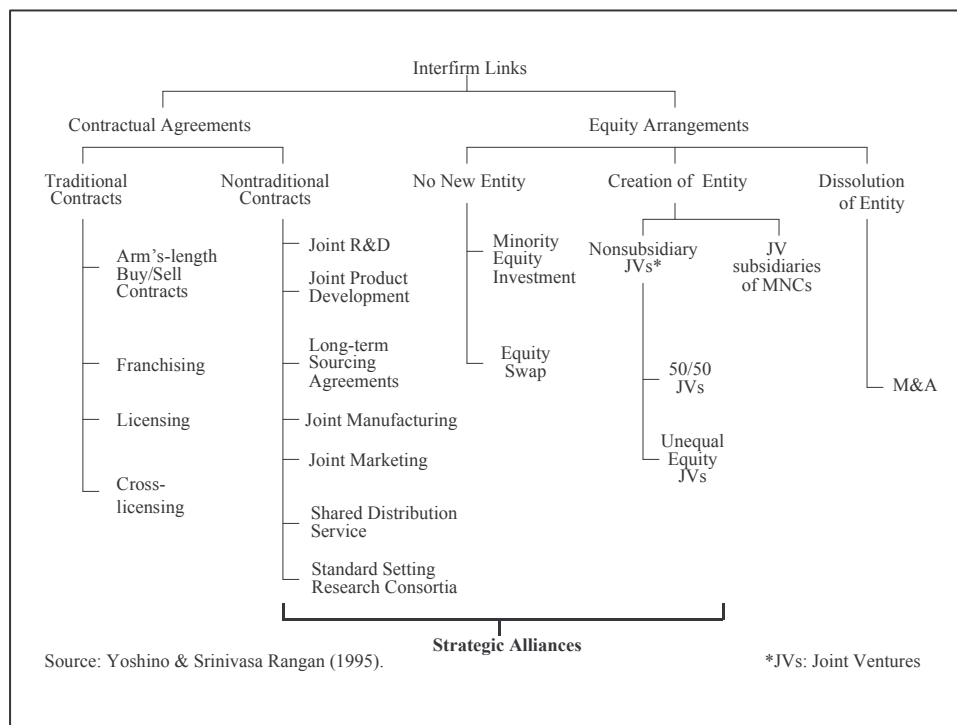 Interfirm Links
Contractual Agreements
Equity Arrangements
Traditional
Contracts
Nontraditional
Contracts
No New Entity
Creation of Entity
Dissolution
of Entity
Arm's-length
Buy/Sell
Contracts
Franchising
Licensing
Cross-
licensing
Joint R&D
Joint Product
Development
Long-term
Sourcing
Agreements
Joint Manufacturing
Joint Marketing
Shared Distribution
Service
Standard Setting
Research Consortia
Minority
Equity
Investment
Equity
Swap
Nonsubsidiary
JVs*
JV
subsidiaries
of MNCs
50/50
JVs
Unequal
Equity
JVs
M&A
Strategic Alliances
Source: Yoshino & Srinivasa Rangan (1995).
*JVs: Joint Ventures